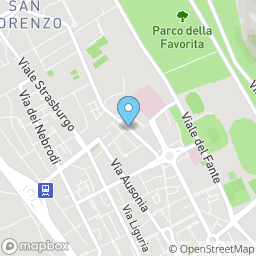 SAN
LORENZO
Parco della
Favorita
Viale Strasburgo
Via dei Nebrodi
Viale del Fante
Via Ausonia
Via Liguria
mapbox
© OpenStreetMap